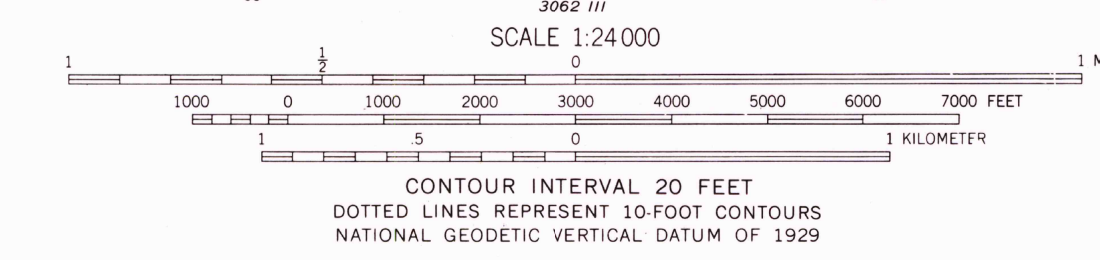 3062 III
SCALE 1:24 000
1 1/2 0 1 M
1000 0 1000 2000 3000 4000 5000 6000 7000 FEET
1 .5 0 1 KILOMETER
CONTOUR INTERVAL 20 FEET
DOTTED LINES REPRESENT 10-FOOT CONTOURS
NATIONAL GEODETIC VERTICAL DATUM OF 1929